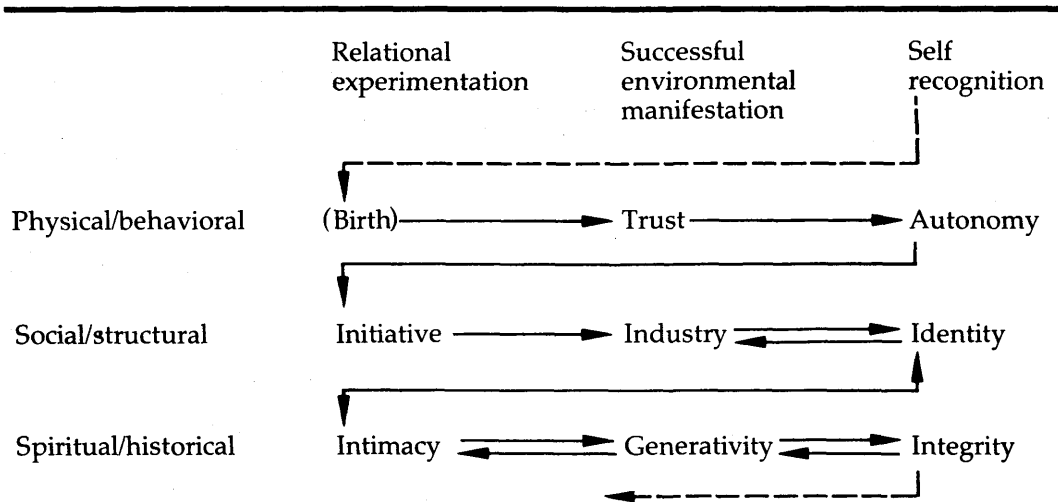 Relational Successful Self
experimentation environmental recognition
manifestation
Physical/behavioral (Birth) Trust Autonomy
Social/structural Initiative Industry Identity
Spiritual/historical Intimacy Generativity Integrity